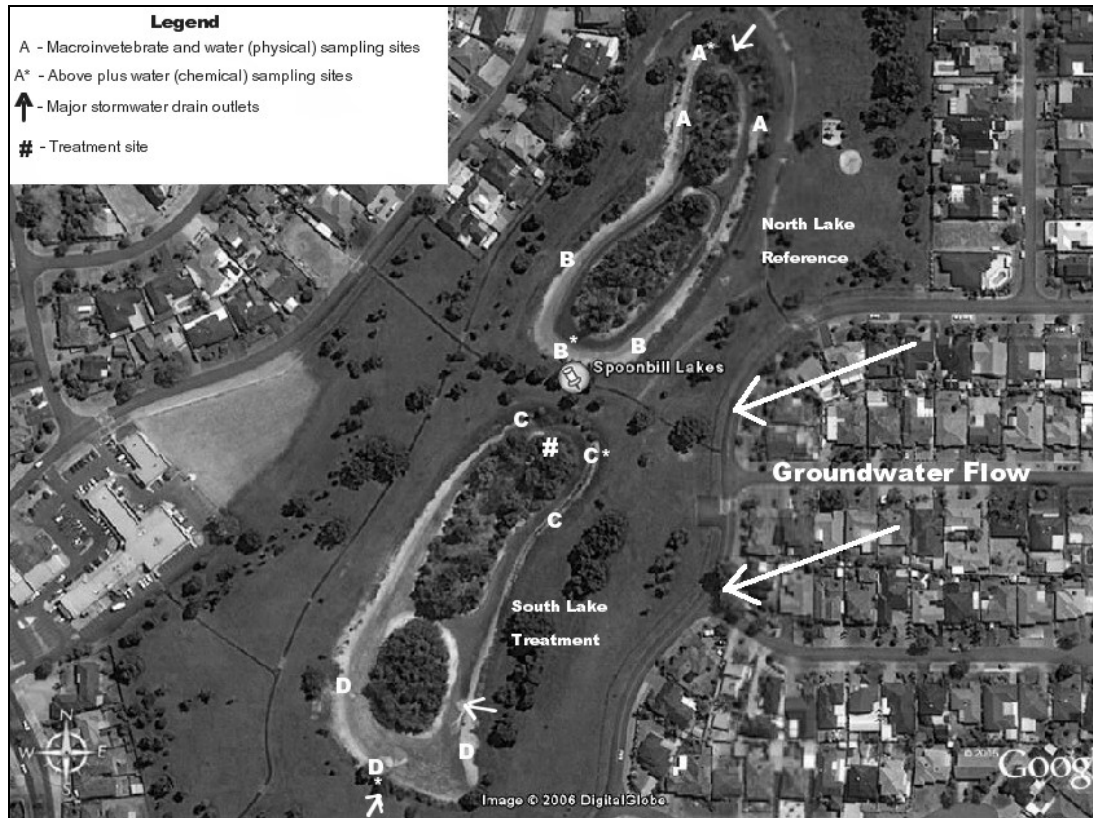 Legend
A - Macroinvetebrate and water (physical) sampling sites
A* - Above plus water (chemical) sampling sites
- Major stormwater drain outlets
# - Treatment site
A*
A
A
North Lake
Reference
B
B*
B
Spoonbill Lakes
C
#
C*
C
Groundwater Flow
South Lake
Treatment
D
D
D
*
N
W
E
S
© 2006
Goog
Image © 2006 DigitalGlobe